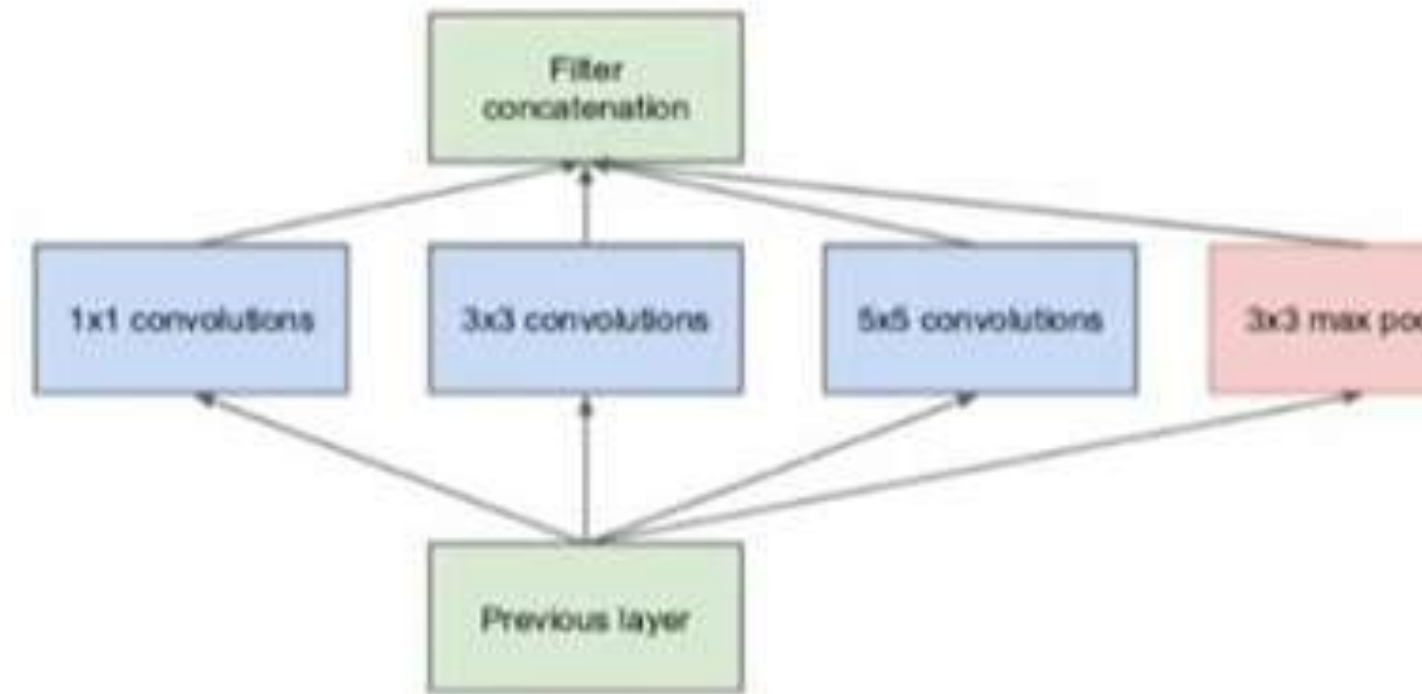 Filter
concatenation
1x1 convolutions
3x3 convolutions
5x5 convolutions
3x3 max
Previous layer